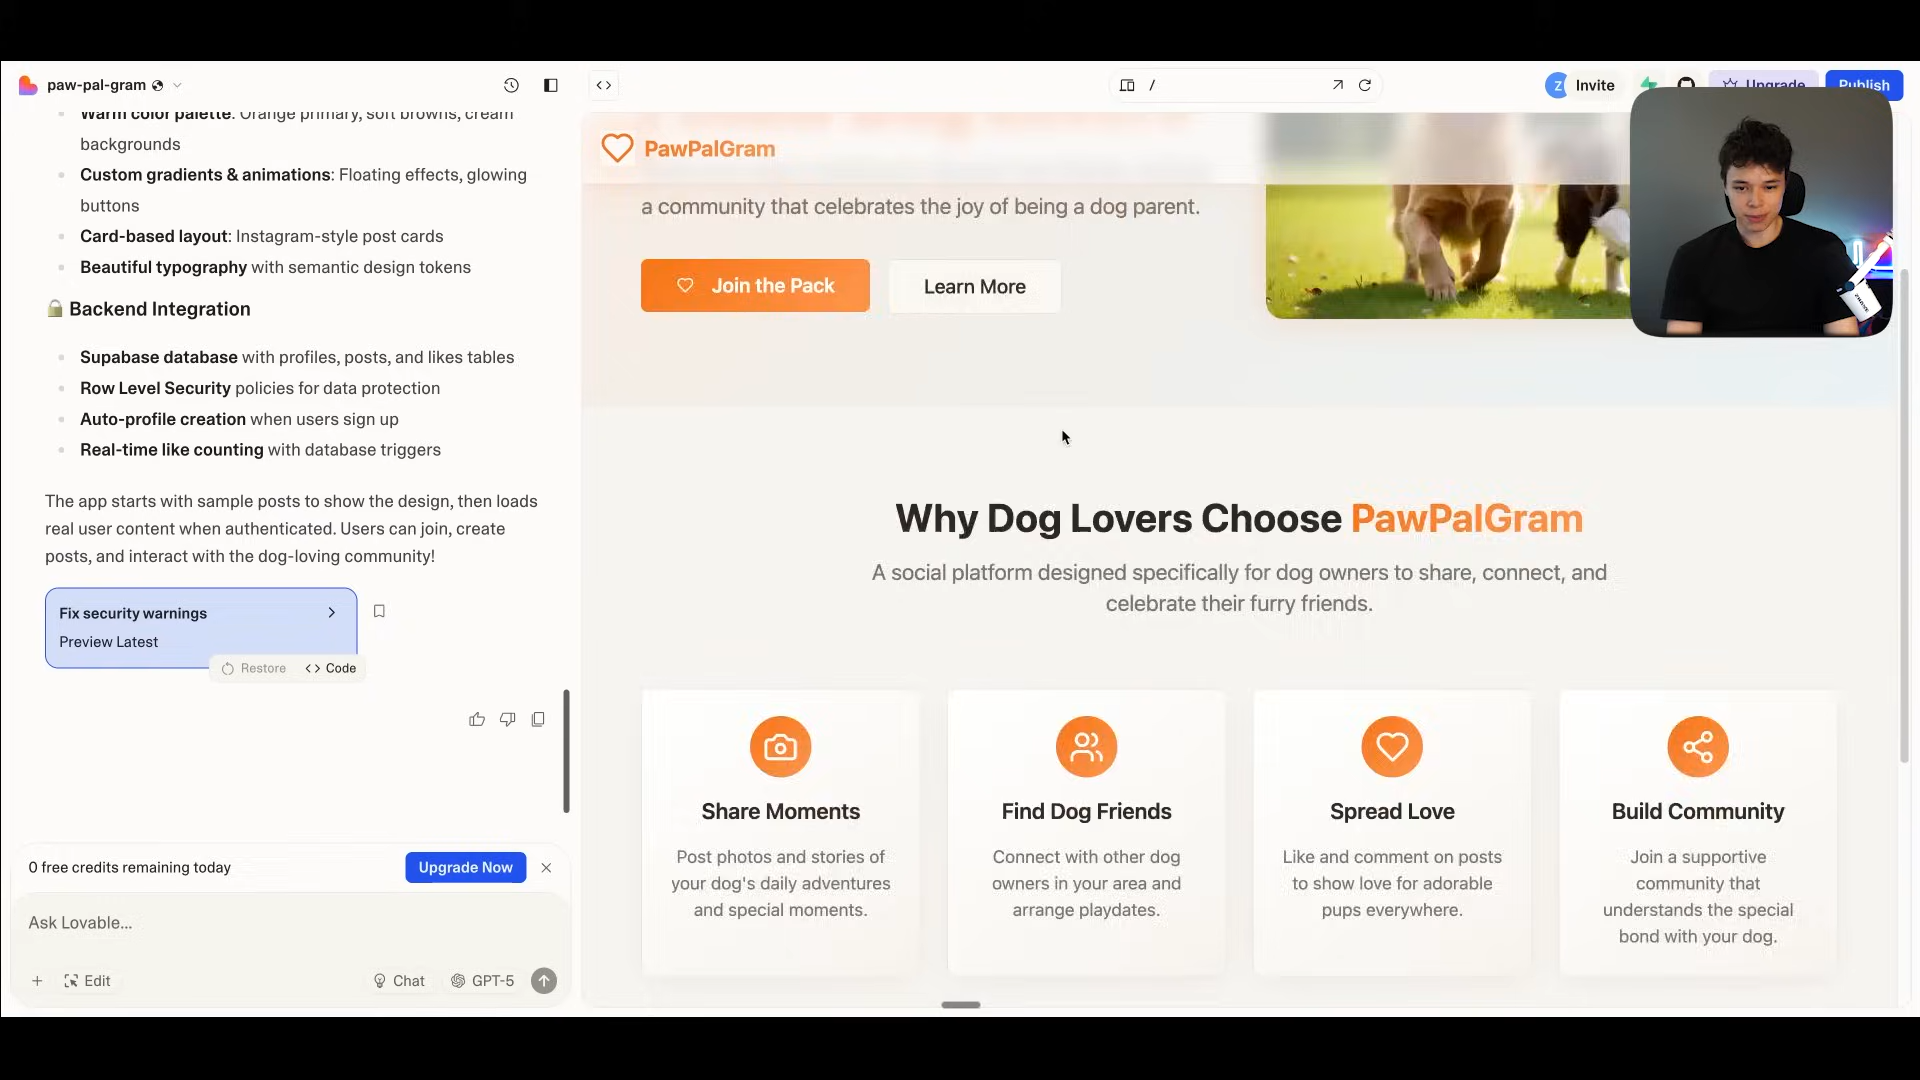 paw-pal-gram
/
Z
Invite
Upgrade
Publish
Warm color palette: Orange primary, soft browns, cream
backgrounds
Custom gradients & animations: Floating effects, glowing
buttons
Card-based layout: Instagram-style post cards
Beautiful typography with semantic design tokens
🔒 Backend Integration
Supabase database with profiles, posts, and likes tables
Row Level Security policies for data protection
Auto-profile creation when users sign up
Real-time like counting with database triggers
The app starts with sample posts to show the design, then loads
real user content when authenticated. Users can join, create
posts, and interact with the dog-loving community!
Fix security warnings
Preview Latest
Restore
Code
0 free credits remaining today
Upgrade Now
Ask Lovable...
Edit
Chat
GPT-5
PawPalGram
a community that celebrates the joy of being a dog parent.
Join the Pack
Learn More
Why Dog Lovers Choose PawPalGram
A social platform designed specifically for dog owners to share, connect, and
celebrate their furry friends.
Share Moments
Post photos and stories of
your dog's daily adventures
and special moments.
Find Dog Friends
Connect with other dog
owners in your area and
arrange playdates.
Spread Love
Like and comment on posts
to show love for adorable
pups everywhere.
Build Community
Join a supportive
community that
understands the special
bond with your dog.